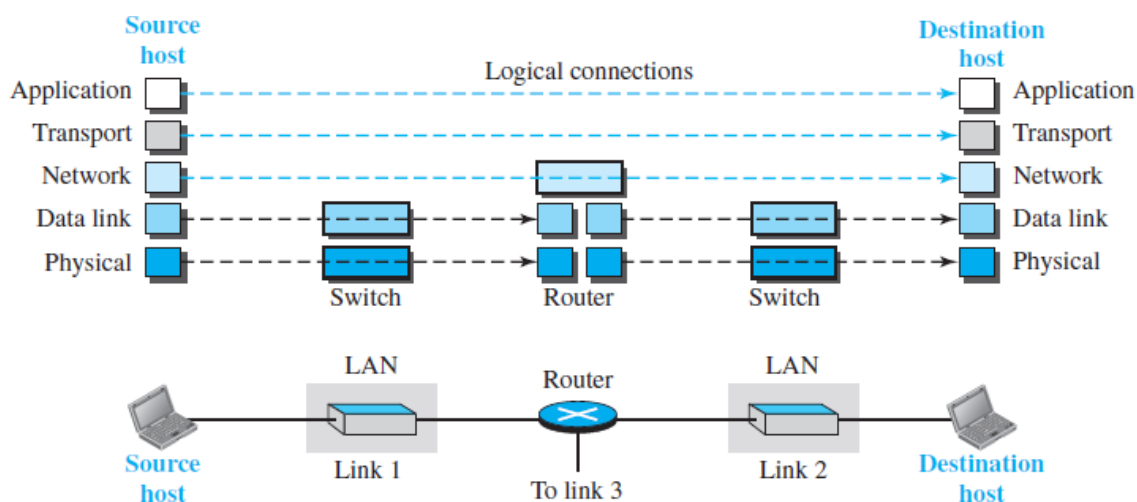 Source
host
Destination
host
Logical connections
Application
Application
Transport
Transport
Network
Network
Data link
Data link
Physical
Physical
Switch
Router
Switch
LAN
Router
LAN
Source
host
Link 1
To link 3
Link 2
Destination
host